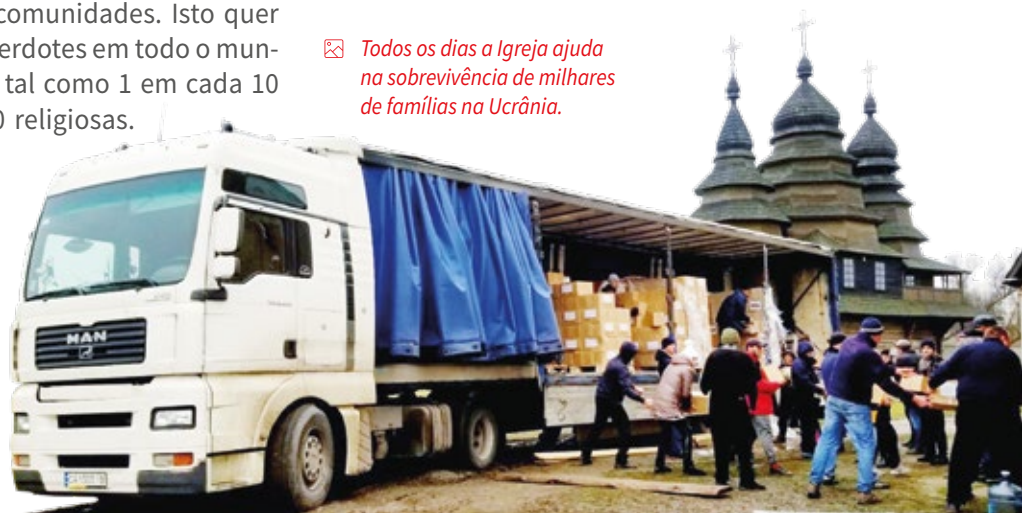 comunidades. Isto quer
erdotes em todo o mun-
tal como 1 em cada 10
0 religiosas.
Todos os dias a Igreja ajuda
na sobrevivência de milhares
de famílias na Ucrânia.
MAN